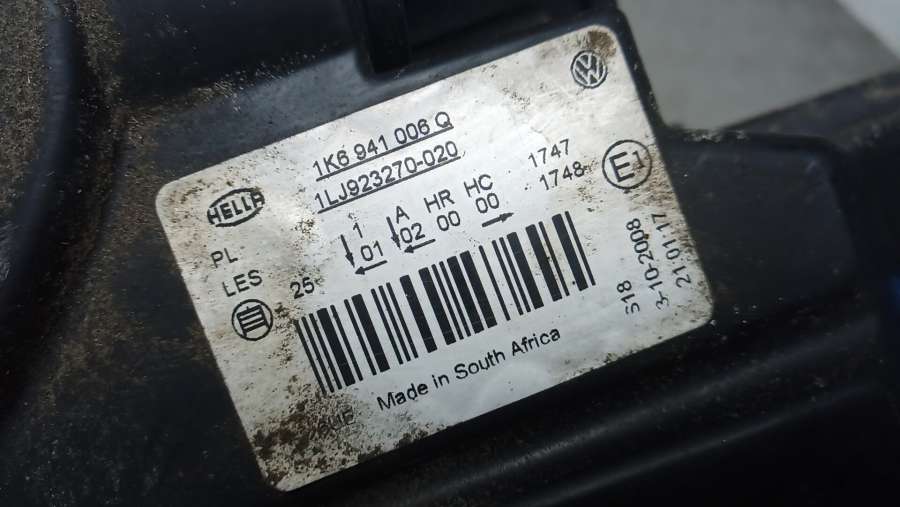 VW
1K6 941 006 Q
1LJ923270-020
HELLA
1 A HR HC
01 02 00 00
1747
1748
E1
PL
LES
25
518
3-10-2008
21:01:17
Made in South Africa